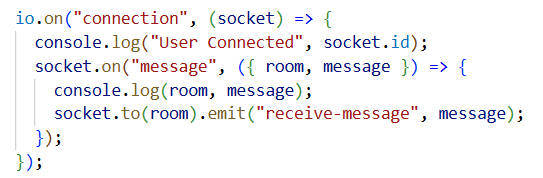 io.on("connection", (socket) => {
  console.log("User Connected", socket.id);
  socket.on("message", ({ room, message }) => {
    console.log(room, message);
    socket.to(room).emit("receive-message", message);
  });
});